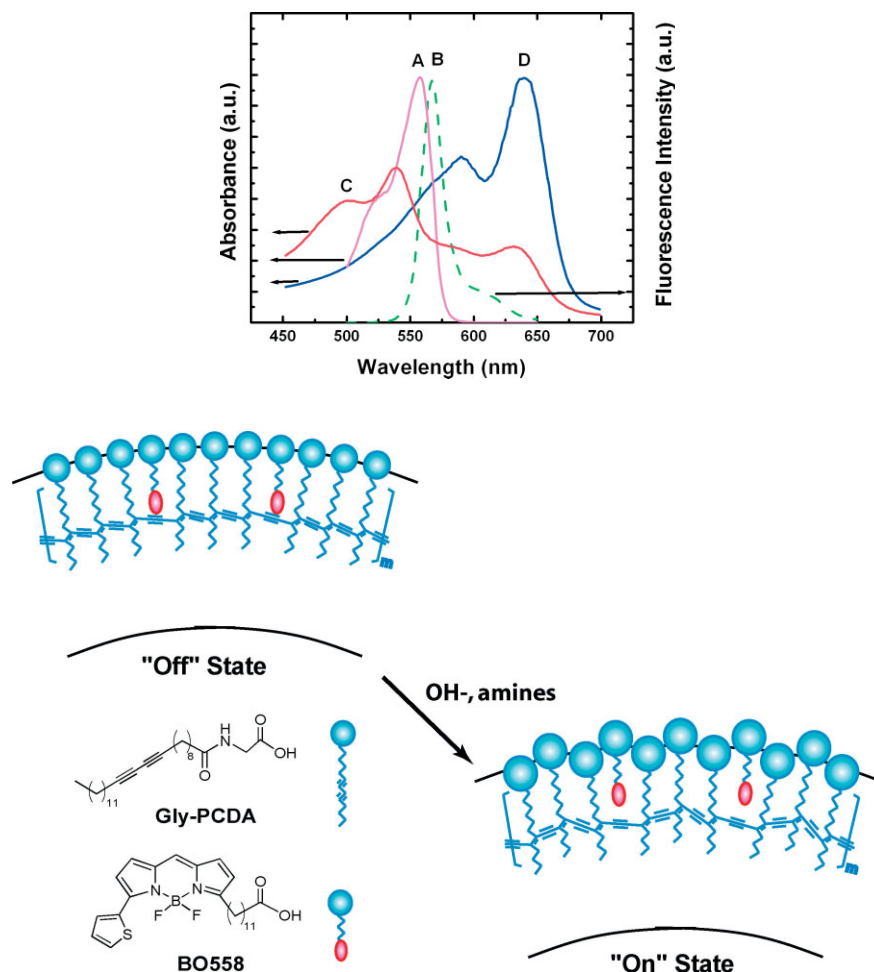 A B D
C
Absorbance (a.u.)
Fluorescence Intensity (a.u.)
450 500 550 600 650 700
Wavelength (nm)
m
"Off" State
OH-, amines
H
N
O
OH
8
O
11
Gly-PCDA
N B N
F F
S
O
OH
11
BO558
m
"On" State